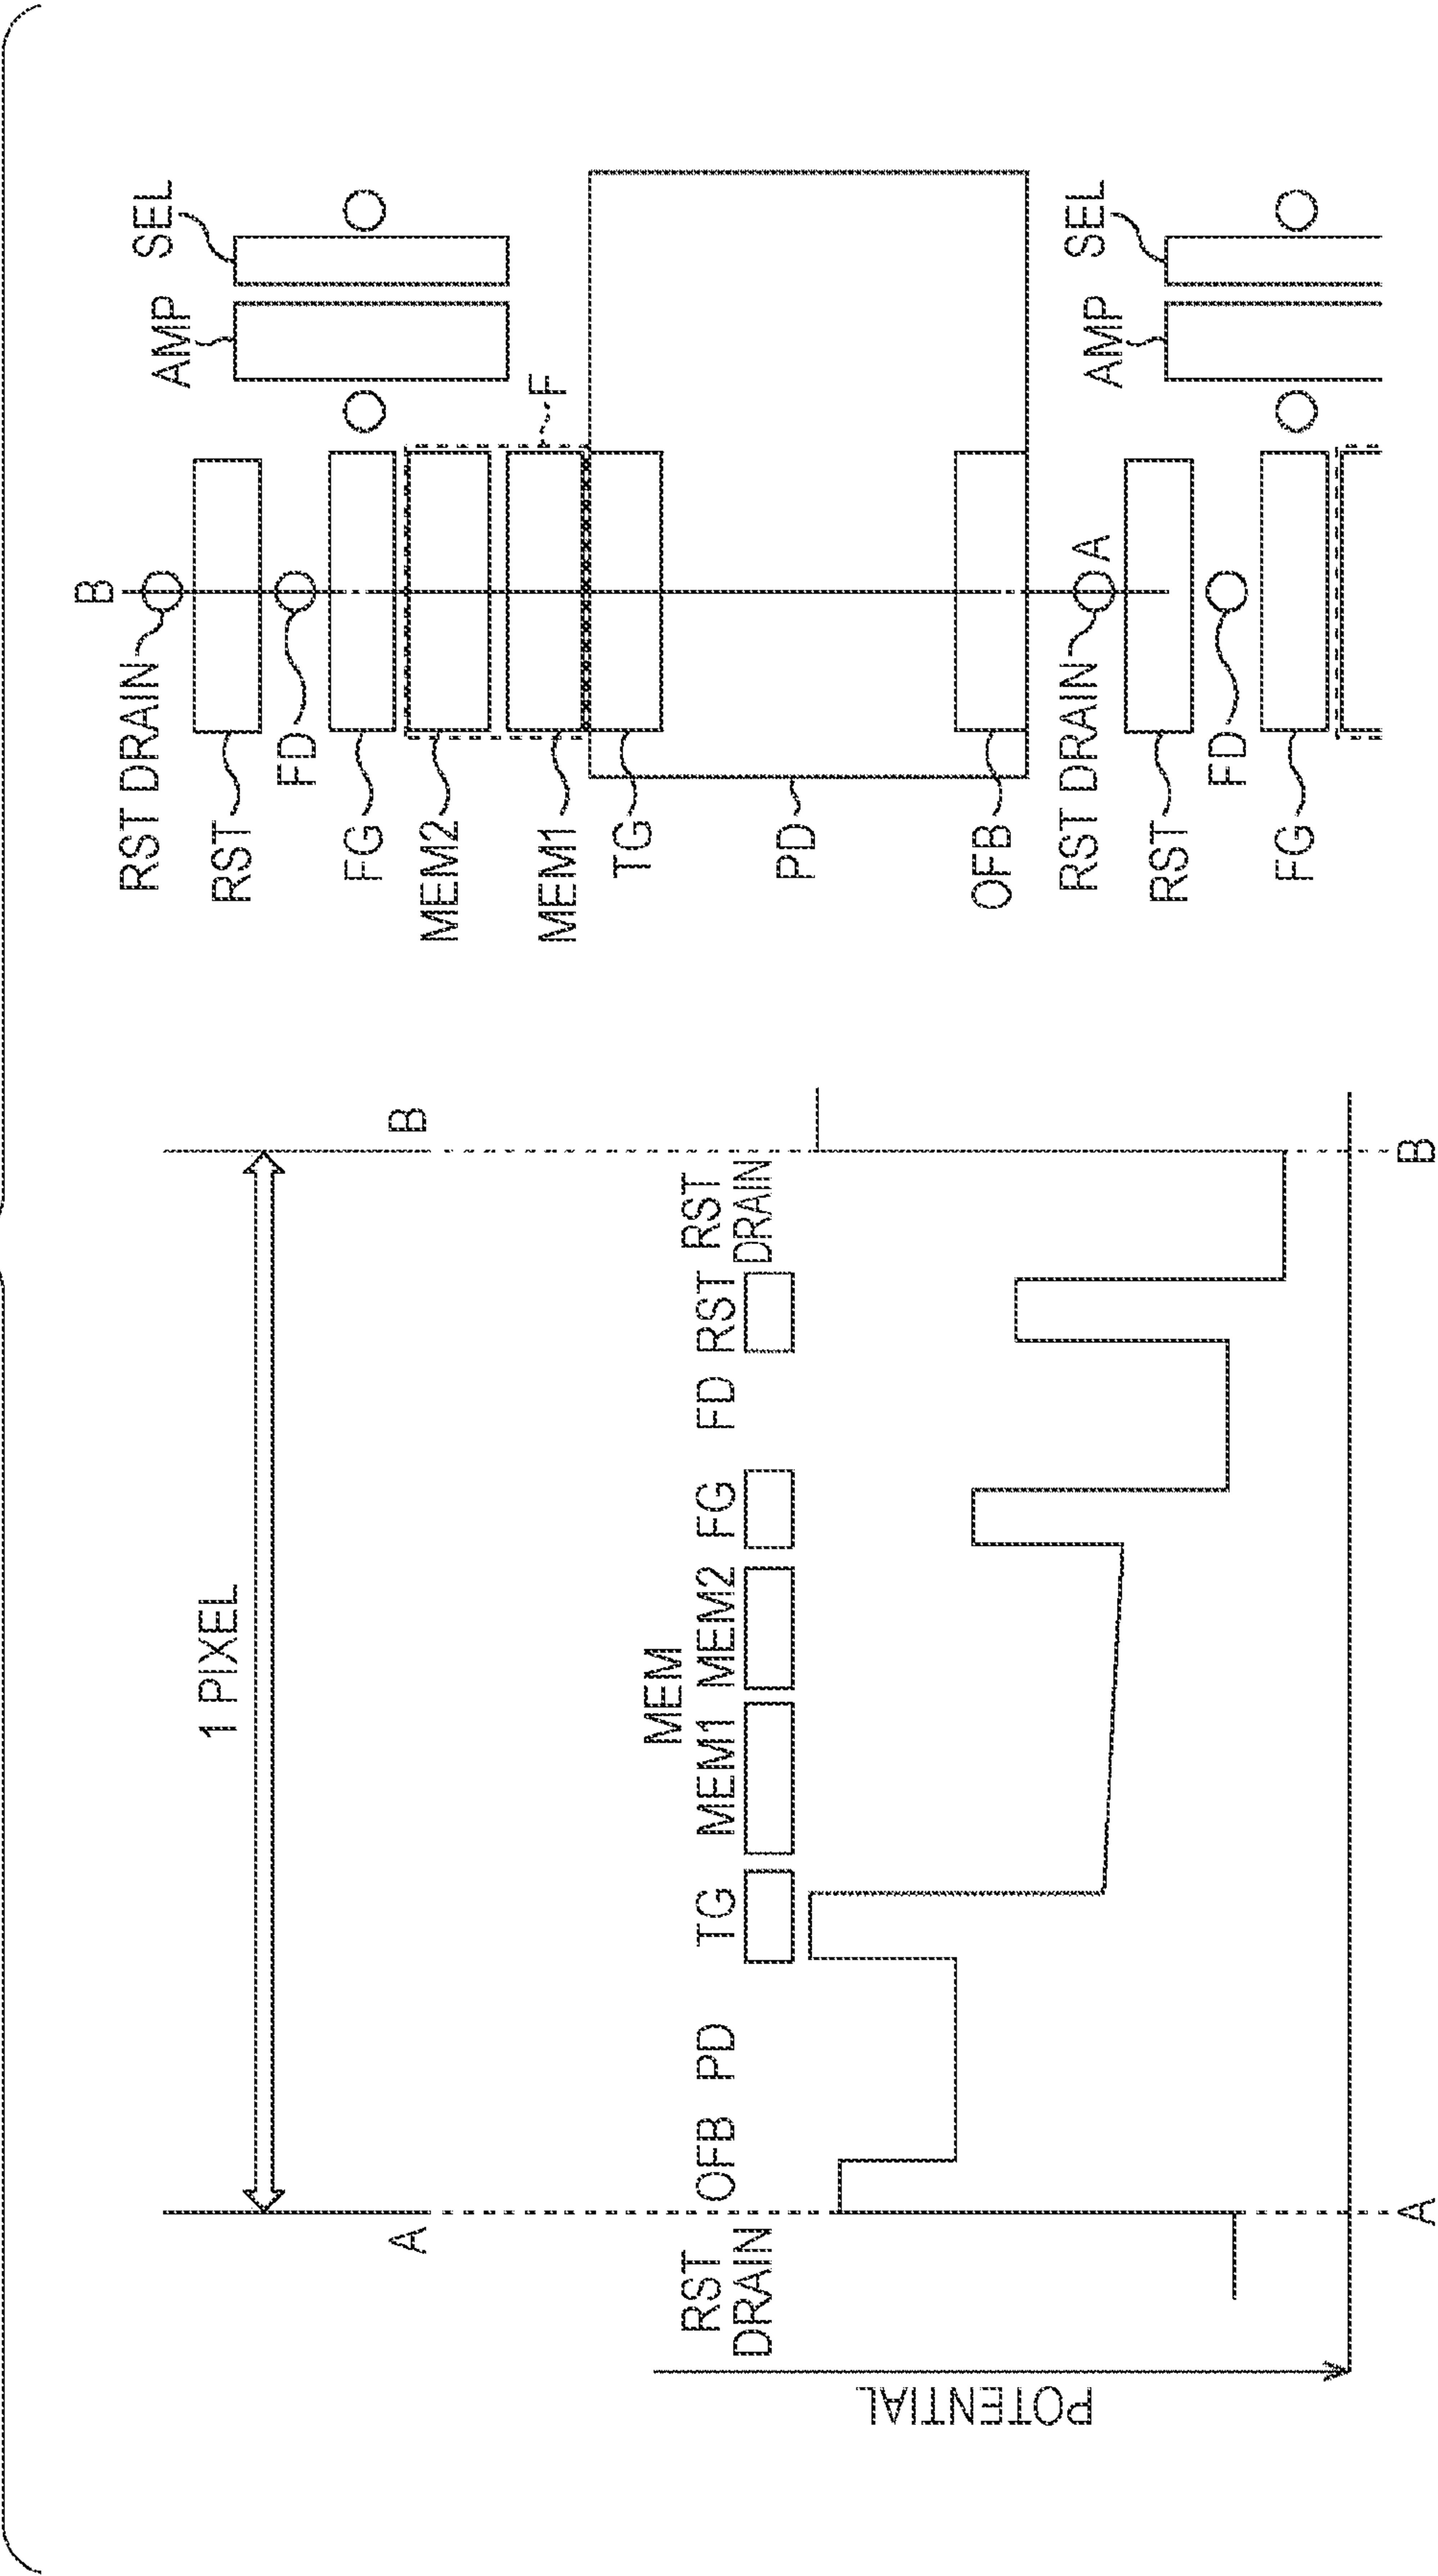 1 PIXEL
A
B
MEM
RST
DRAIN
OFB
PD
TG
MEM1
MEM2
FG
FD
RST
RST
DRAIN
POTENTIAL
A
B
B
RST DRAIN
RST
FD
FG
MEM2
MEM1
TG
PD
OFB
AMP
SEL
F
A
RST DRAIN
RST
FD
FG
AMP
SEL